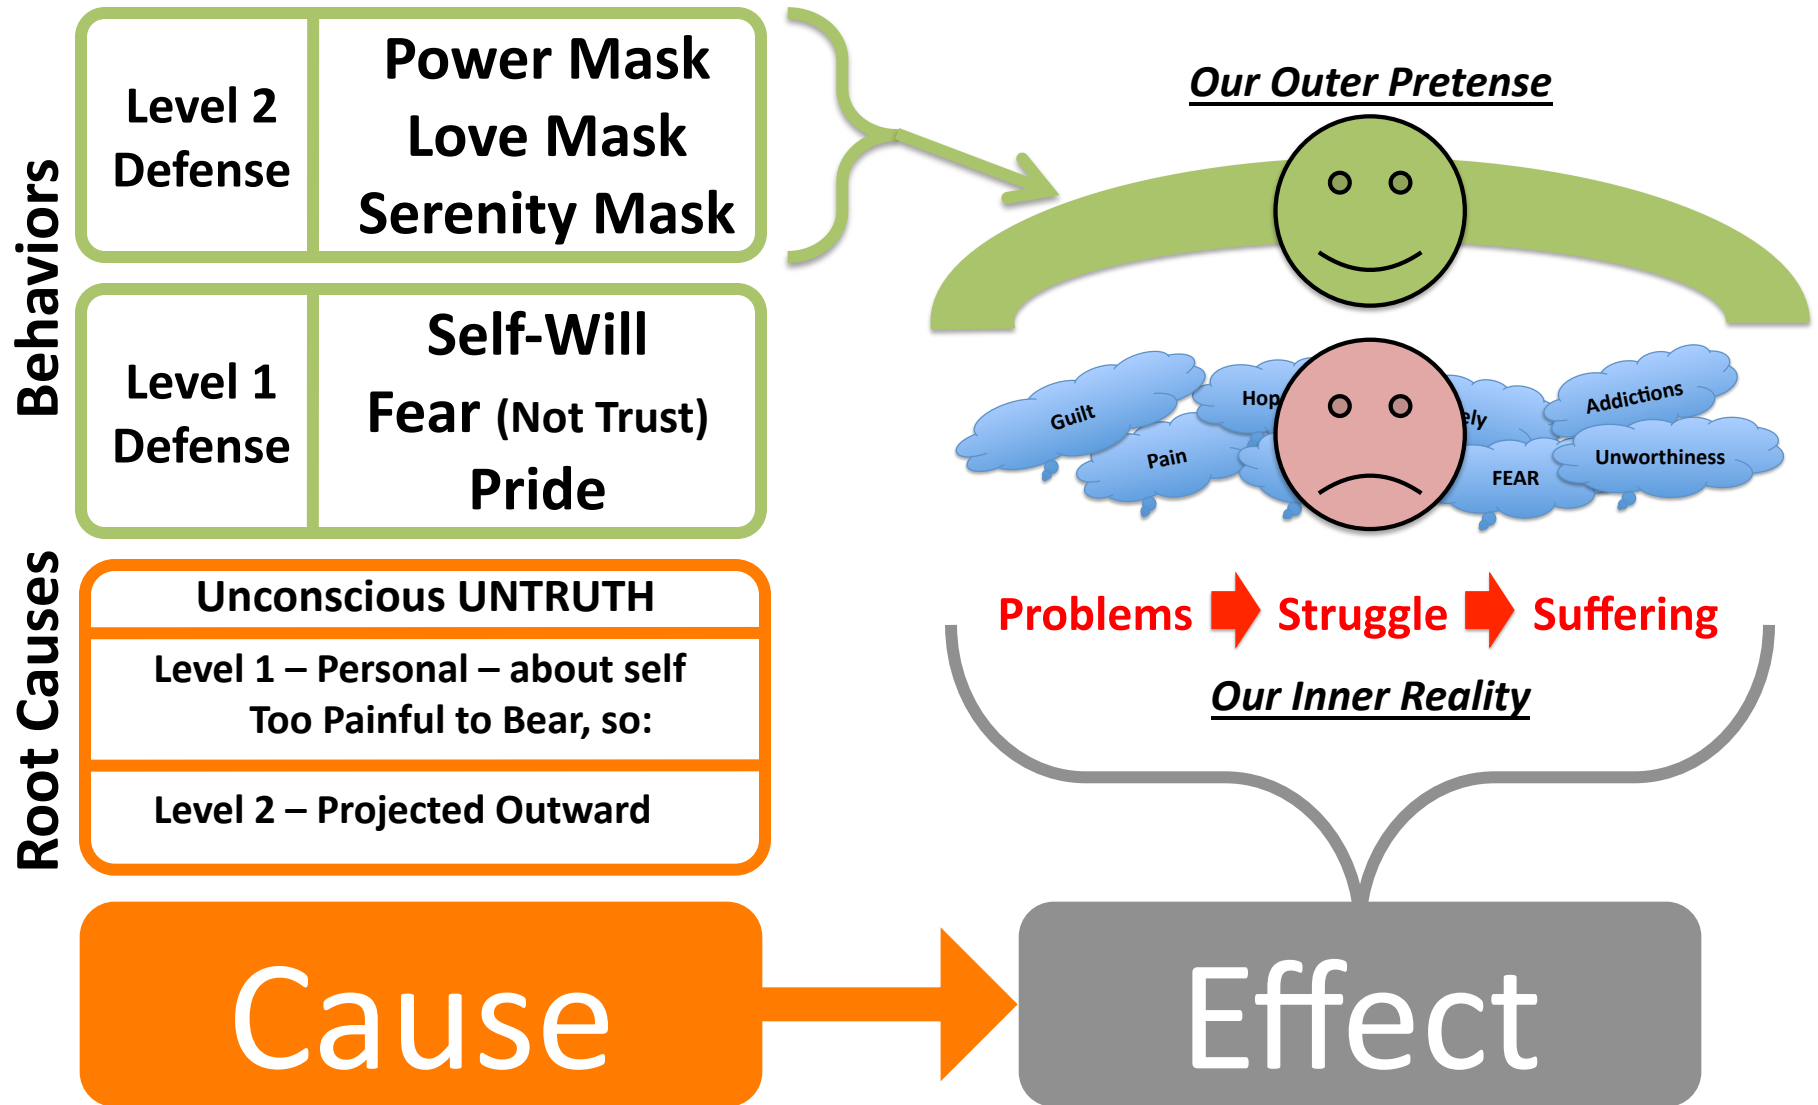 Behaviors
Level 2
Defense
Power Mask
Love Mask
Serenity Mask
Level 1
Defense
Self-Will
Fear (Not Trust)
Pride
Root Causes
Unconscious UNTRUTH
Level 1 – Personal – about self
Too Painful to Bear, so:
Level 2 – Projected Outward
Cause
Our Outer Pretense
Guilt
Pain
Hop
ely
FEAR
Addictions
Unworthiness
Problems
Struggle
Suffering
Our Inner Reality
Effect